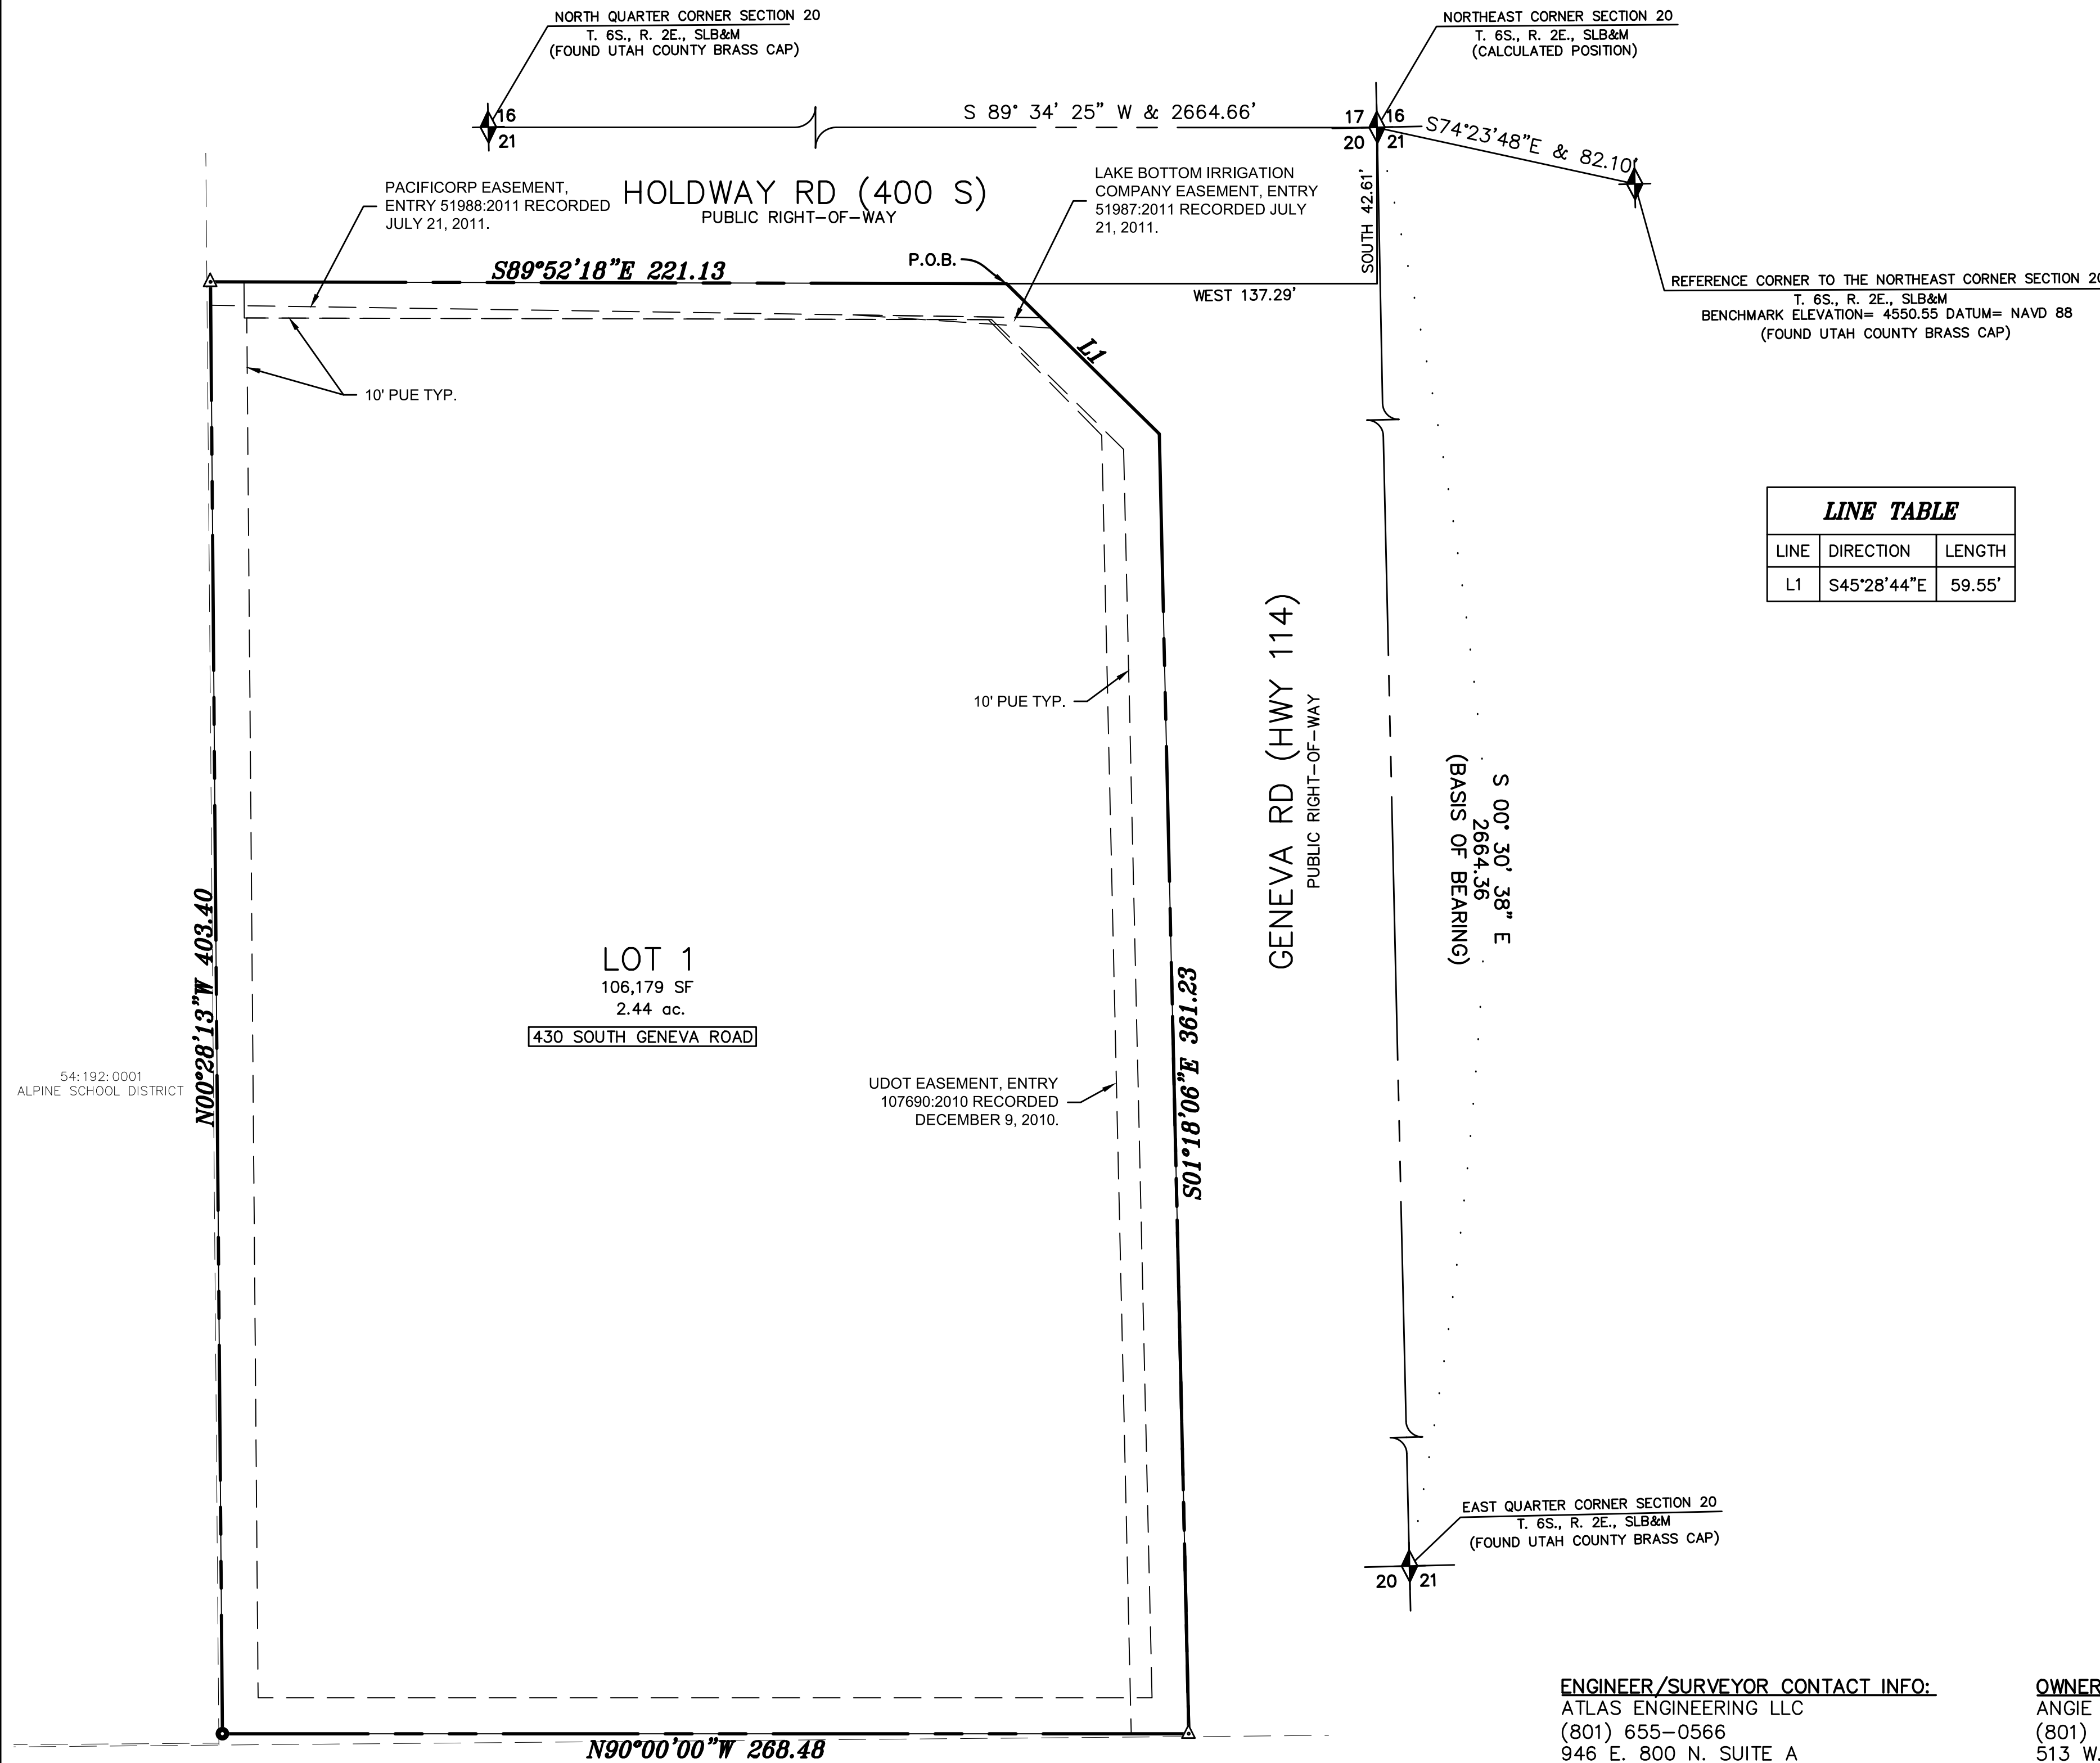 NORTH QUARTER CORNER SECTION 20
T. 6S., R. 2E., SLB&M
(FOUND UTAH COUNTY BRASS CAP)
NORTHEAST CORNER SECTION 20
T. 6S., R. 2E., SLB&M
(CALCULATED POSITION)
16
21
S 89° 34' 25" W & 2664.66'
17 16
20 21
S74°23'48"E & 82.10'
PACIFICORP EASEMENT,
ENTRY 51988:2011 RECORDED
JULY 21, 2011.
HOLDWAY RD (400 S)
PUBLIC RIGHT-OF-WAY
LAKE BOTTOM IRRIGATION
COMPANY EASEMENT, ENTRY
51987:2011 RECORDED JULY
21, 2011.
SOUTH 42.61'
S89°52'18"E 221.13
P.O.B.
WEST 137.29'
REFERENCE CORNER TO THE NORTHEAST CORNER SECTION 20
T. 6S., R. 2E., SLB&M
BENCHMARK ELEVATION= 4550.55 DATUM= NAVD 88
(FOUND UTAH COUNTY BRASS CAP)
L1
10' PUE TYP.
LINE TABLE
LINE DIRECTION LENGTH
L1 S45°28'44"E 59.55'
10' PUE TYP.
GENEVA RD (HWY 114)
PUBLIC RIGHT-OF-WAY
S 00° 30' 38" E
2664.36
(BASIS OF BEARING)
N00°28'13"W 403.40
LOT 1
106,179 SF
2.44 ac.
430 SOUTH GENEVA ROAD
S01°18'06"E 361.23
54:192:0001
ALPINE SCHOOL DISTRICT
UDOT EASEMENT, ENTRY
107690:2010 RECORDED
DECEMBER 9, 2010.
EAST QUARTER CORNER SECTION 20
T. 6S., R. 2E., SLB&M
(FOUND UTAH COUNTY BRASS CAP)
20 21
N90°00'00"W 268.48
ENGINEER/SURVEYOR CONTACT INFO:
ATLAS ENGINEERING LLC
(801) 655-0566
946 E. 800 N. SUITE A
OWNER
ANGIE
(801)
513 W.